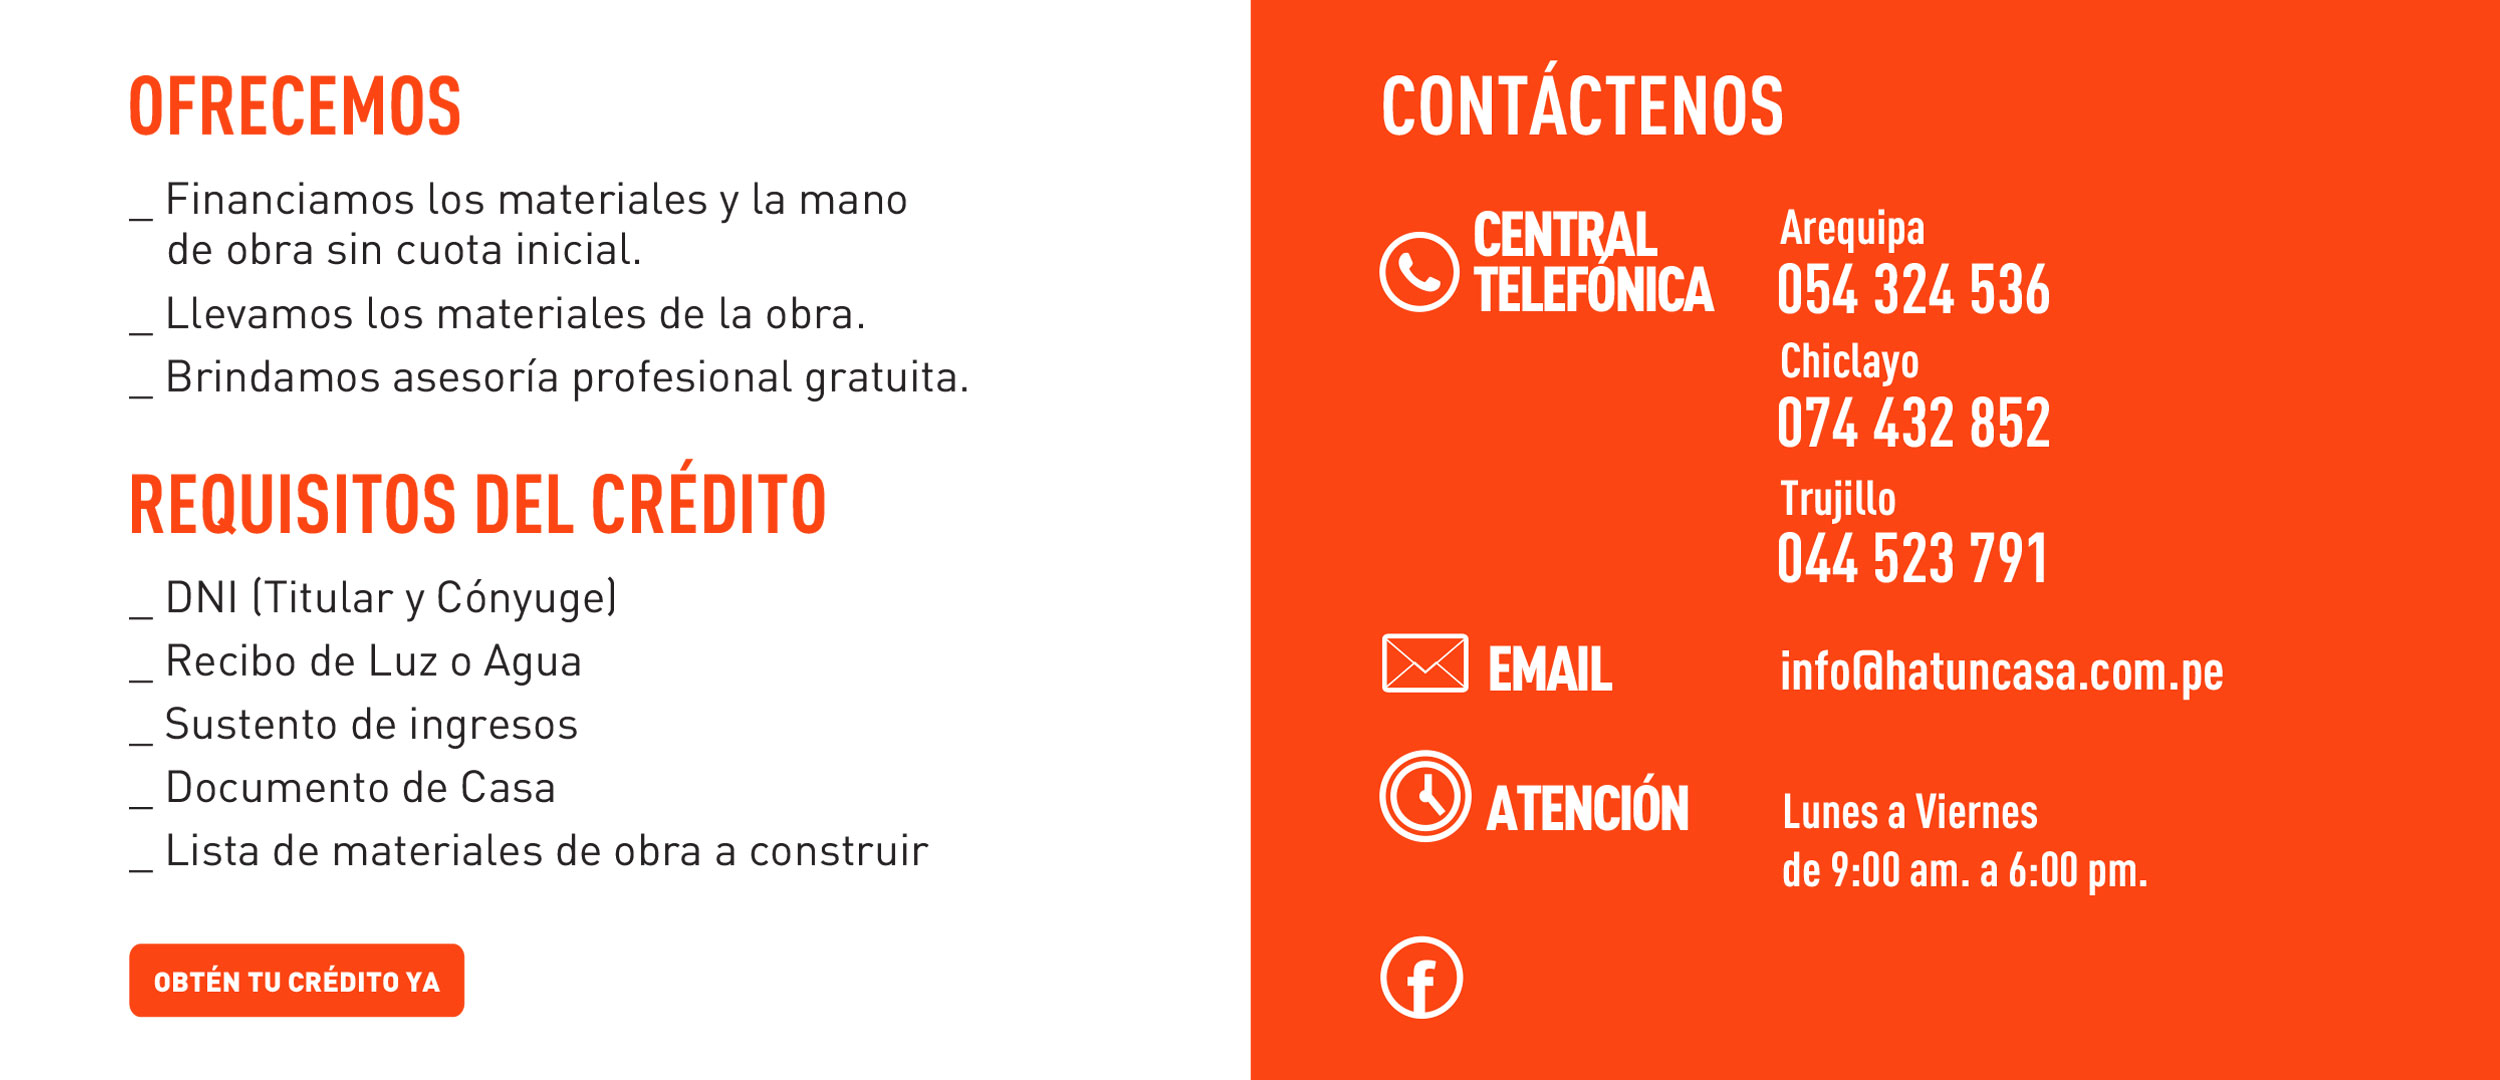 OFRECEMOS
_ Financiamos los materiales y la mano
de obra sin cuota inicial.
_ Llevamos los materiales de la obra.
_ Brindamos asesoría profesional gratuita.
REQUISITOS DEL CRÉDITO
_ DNI (Titular y Cónyuge)
_ Recibo de Luz o Agua
_ Sustento de ingresos
_ Documento de Casa
_ Lista de materiales de obra a construir
OBTÉN TU CRÉDITO YA
CONTÁCTENOS
CENTRAL
TELEFÓNICA
Arequipa
054 324 536
Chiclayo
074 432 852
Trujillo
044 523 791
EMAIL
info@hatuncasa.com.pe
ATENCIÓN
Lunes a Viernes
de 9:00 am. a 6:00 pm.
f